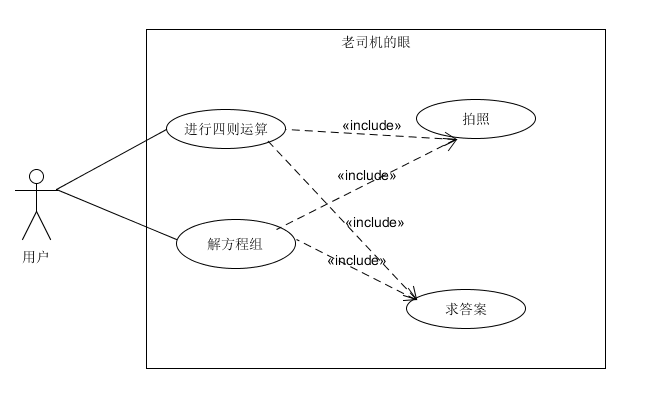 老司机的眼
进行四则运算
«include»
拍照
«include»
«include»
解方程组
用户
«include»
求答案